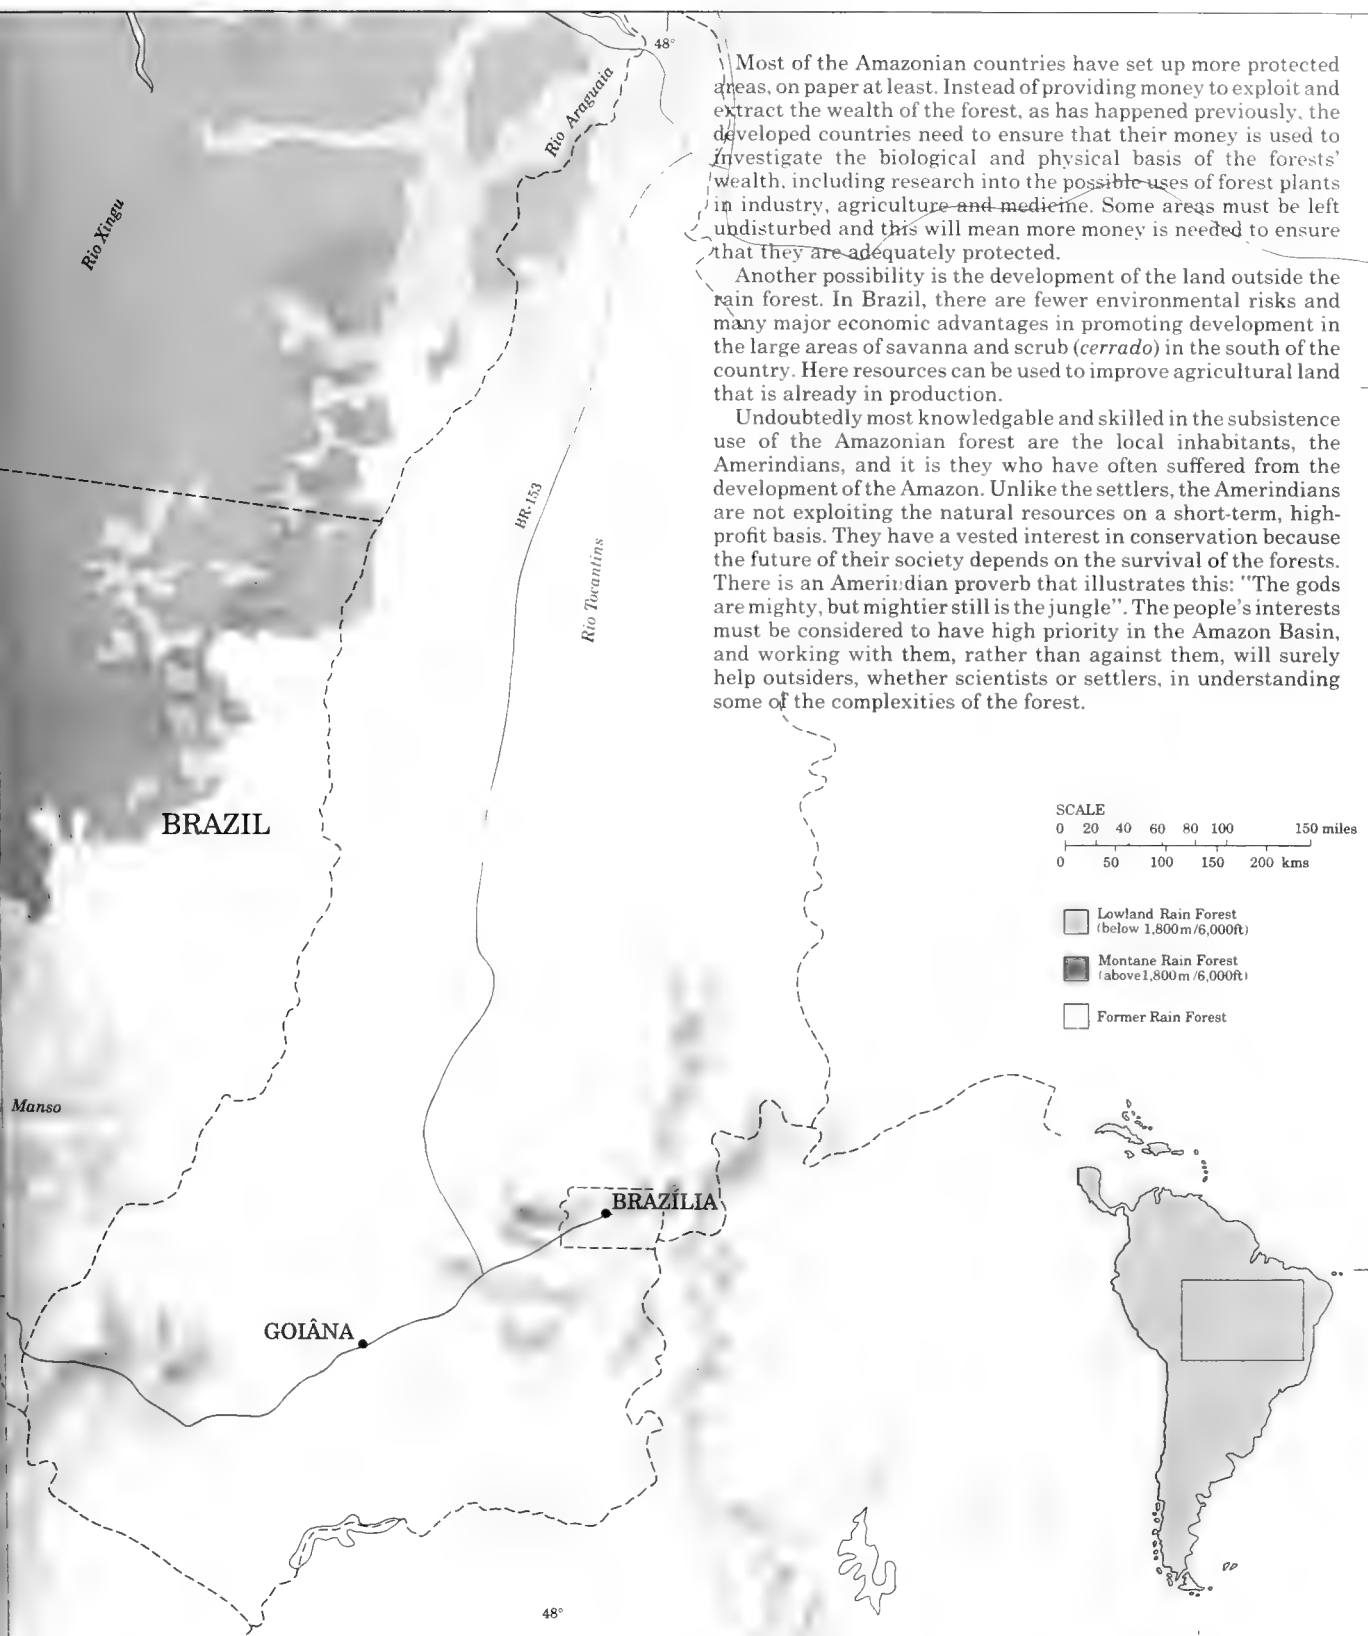 48°
Rio Araguaia
Rio Xingu
Most of the Amazonian countries have set up more protected
areas, on paper at least. Instead of providing money to exploit and
extract the wealth of the forest, as has happened previously, the
developed countries need to ensure that their money is used to
investigate the biological and physical basis of the forests'
wealth, including research into the possible uses of forest plants
in industry, agriculture and medicine. Some areas must be left
undisturbed and this will mean more money is needed to ensure
that they are adequately protected.
Another possibility is the development of the land outside the
rain forest. In Brazil, there are fewer environmental risks and
many major economic advantages in promoting development in
the large areas of savanna and scrub (cerrado) in the south of the
country. Here resources can be used to improve agricultural land
that is already in production.
Undoubtedly most knowledgable and skilled in the subsistence
use of the Amazonian forest are the local inhabitants, the
Amerindians, and it is they who have often suffered from the
development of the Amazon. Unlike the settlers, the Amerindians
are not exploiting the natural resources on a short-term, high-
profit basis. They have a vested interest in conservation because
the future of their society depends on the survival of the forests.
There is an Amerindian proverb that illustrates this: "The gods
are mighty, but mightier still is the jungle". The people's interests
must be considered to have high priority in the Amazon Basin,
and working with them, rather than against them, will surely
help outsiders, whether scientists or settlers, in understanding
some of the complexities of the forest.
BR-153
Rio Tocantins
BRAZIL
SCALE
0 20 40 60 80 100 150 miles
0 50 100 150 200 kms
Lowland Rain Forest
(below 1,800m/6,000ft)
Montane Rain Forest
(above 1,800m/6,000ft)
Former Rain Forest
Manso
BRAZÍLIA
GOIÂNA
48°